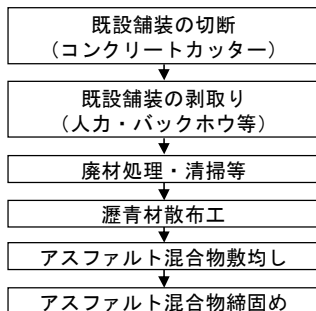 既設舗装の切断
（コンクリートカッター）
既設舗装の剥取り
（人力・バックホウ等）
廃材処理・清掃等
瀝青材散布工
アスファルト混合物敷均し
アスファルト混合物締固め